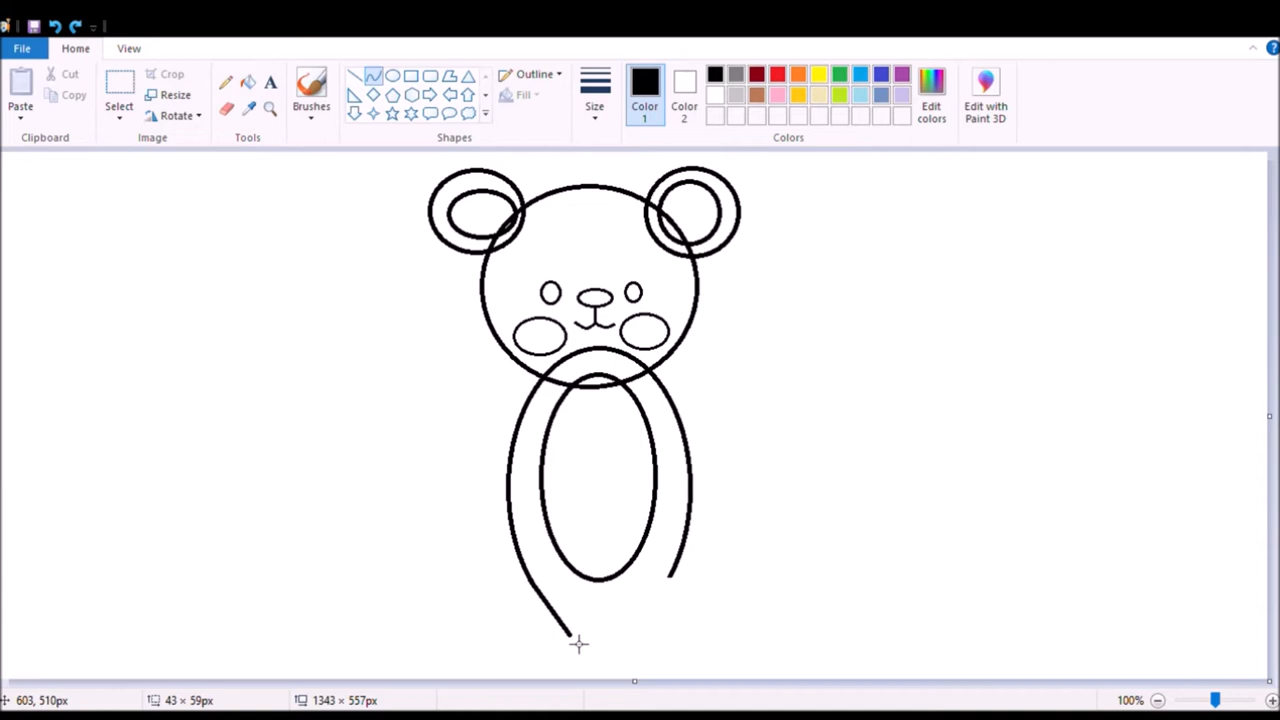 File Home View
Paste
Cut
Copy
Clipboard
Select
Crop
Resize
Rotate
Image
A
Tools
Brushes
Shapes
Outline
Fill
Size
Color
1
Color
2
Edit
colors
Colors
Edit with
Paint 3D
603, 510px 43 × 59px 1343 × 557px 100%